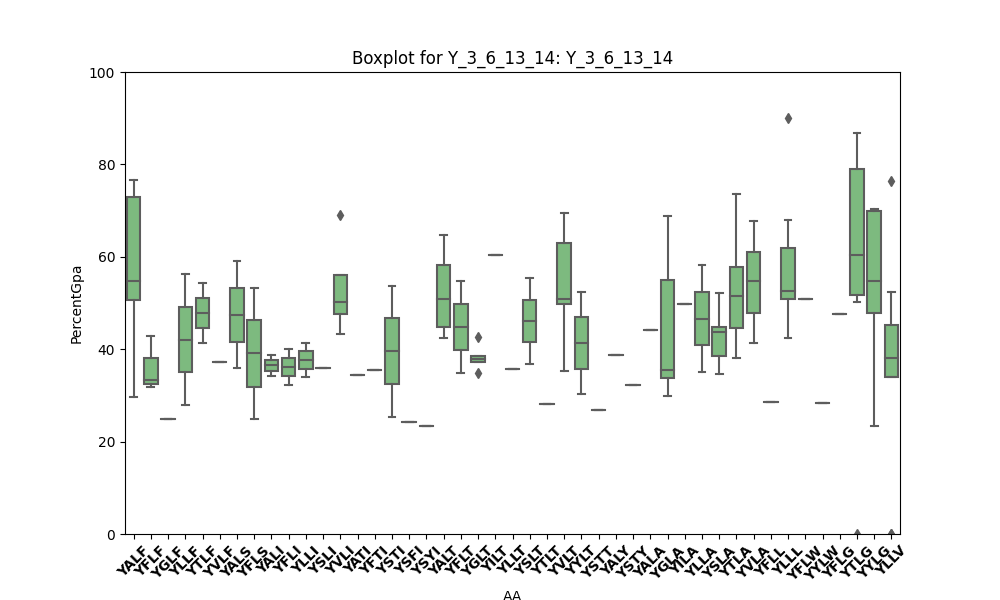 Boxplot for Y_3_6_13_14: Y_3_6_13_14
100
80
60
40
20
0
PercentGpa
YALF YFLF YGLF YLLF YTLF YVLF YALS YFLS YALI YFLI YLLI YSLI YVLI YATI YFTI YSTI YSFI YSYI YALT YFLT YGLT YILT YLLT YSLT YTLT YVLT YYLT YSTT YALY YSTY YALA YGLA YILA YLLA YSLA YTLA YVLA YFLL YLLL YFLW YYLW YFLG YTLG YYLG YLLV
AA